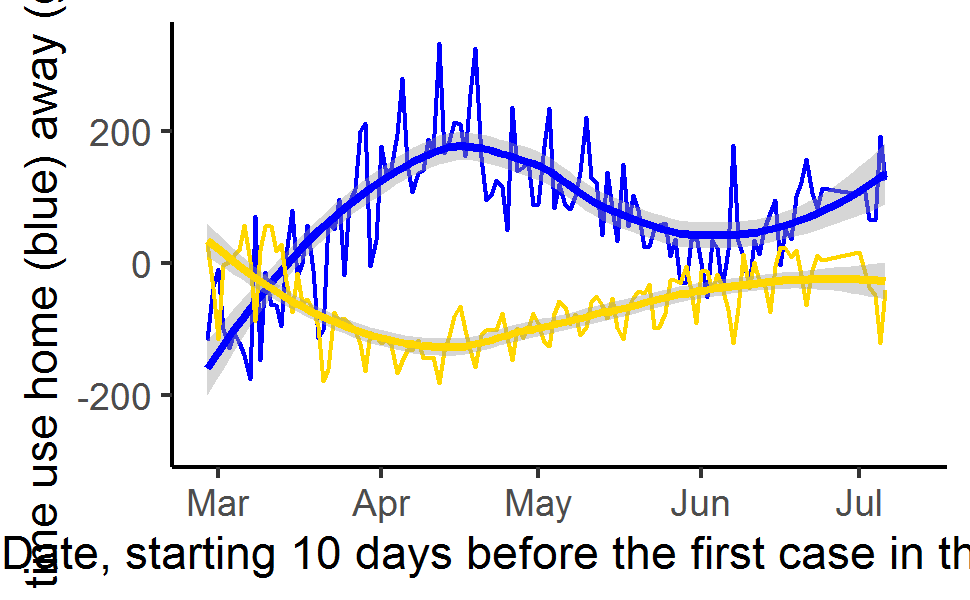 time use home (blue) away (
200
0
-200
Mar Apr May Jun Jul
Date, starting 10 days before the first case in th